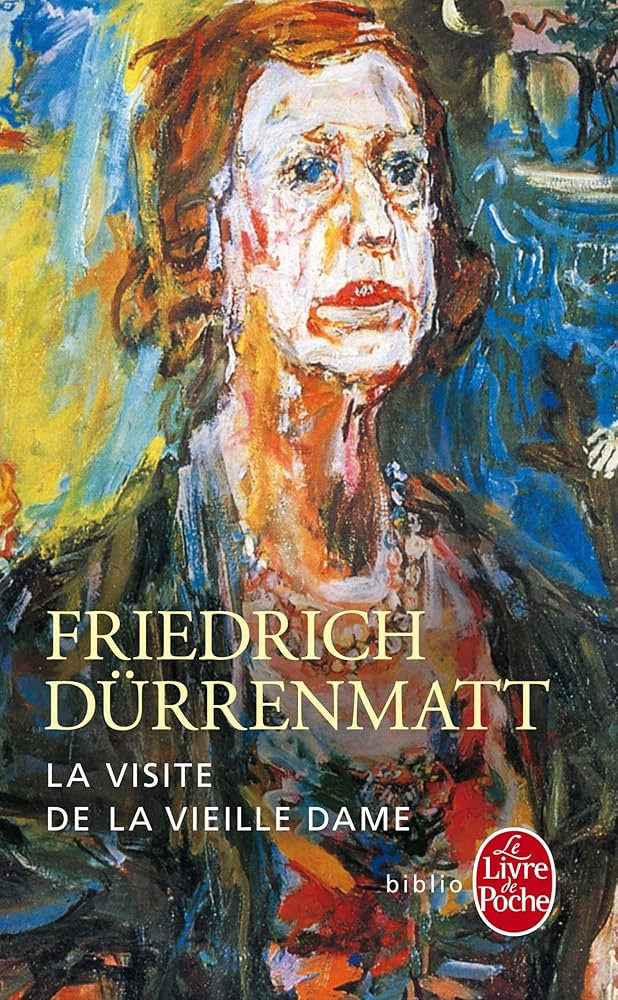 FRIEDRICH
DÜRRENMATT
LA VISITE
DE LA VIEILLE DAME
biblio
Le
Livre
de
Poche